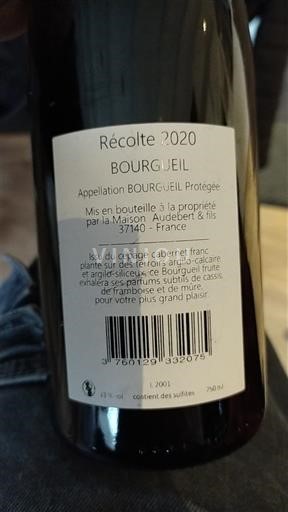 Récolte 2020
BOURGUEIL
Appellation BOURGUEIL Protégée
Mis en bouteille à la propriété
par la Maison Audebert & fils
37140 - France
VINIOU
Issu du cépage cabernet franc
planté sur des terroirs argilo-calcaire
et argilo-siliceux, ce Bourgueil fruité
exhalera ses parfums subtils de cassis,
de framboise et de mûre,
pour votre plus grand plaisir.
3 760129 332075
L 2001
13 % vol contient des sulfites 750 ml